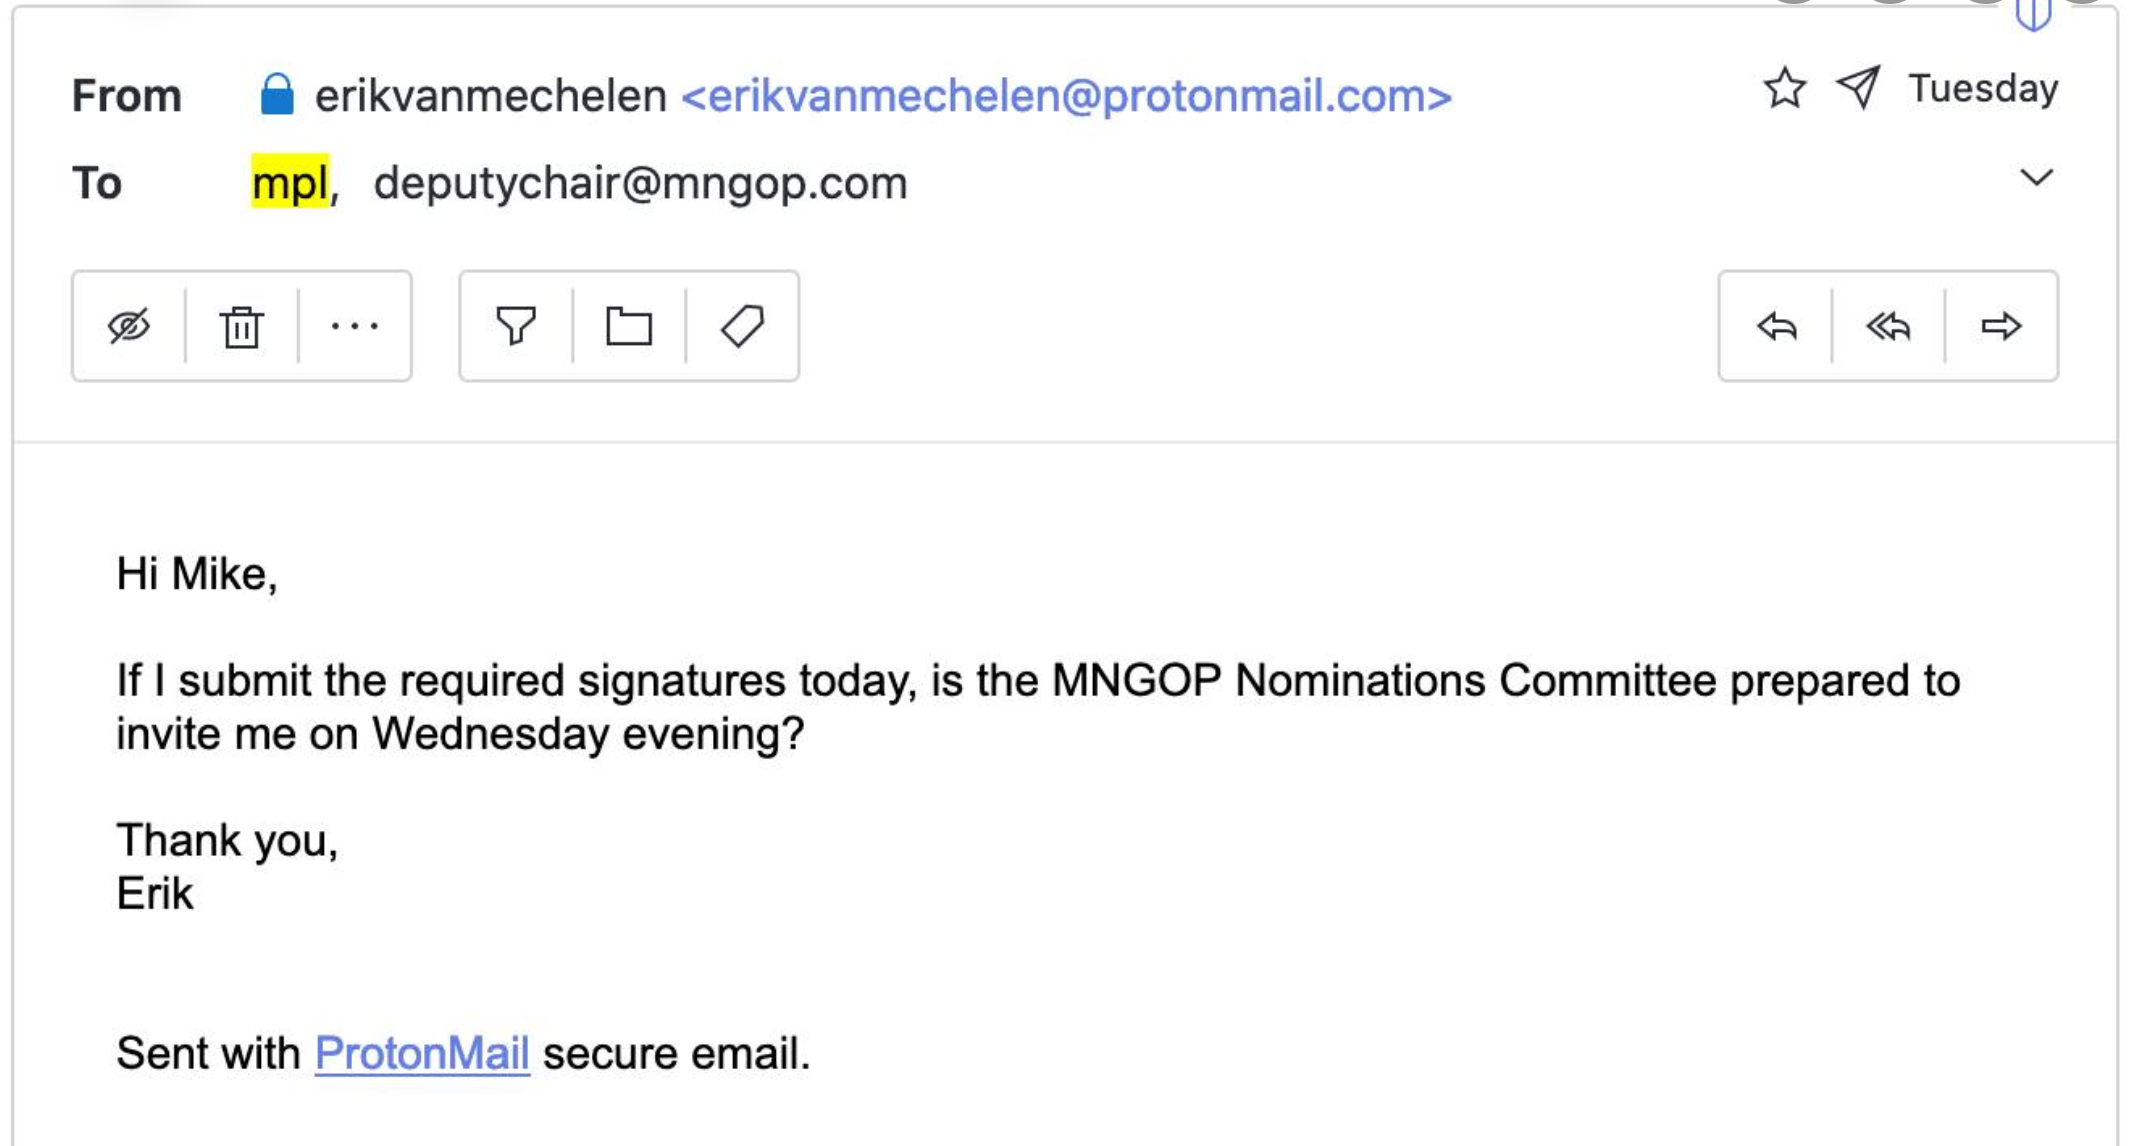 From erikvanmechelen <erikvanmechelen@protonmail.com> Tuesday
To mpl, deputychair@mngop.com
Hi Mike,
If I submit the required signatures today, is the MNGOP Nominations Committee prepared to
invite me on Wednesday evening?
Thank you,
Erik
Sent with ProtonMail secure email.